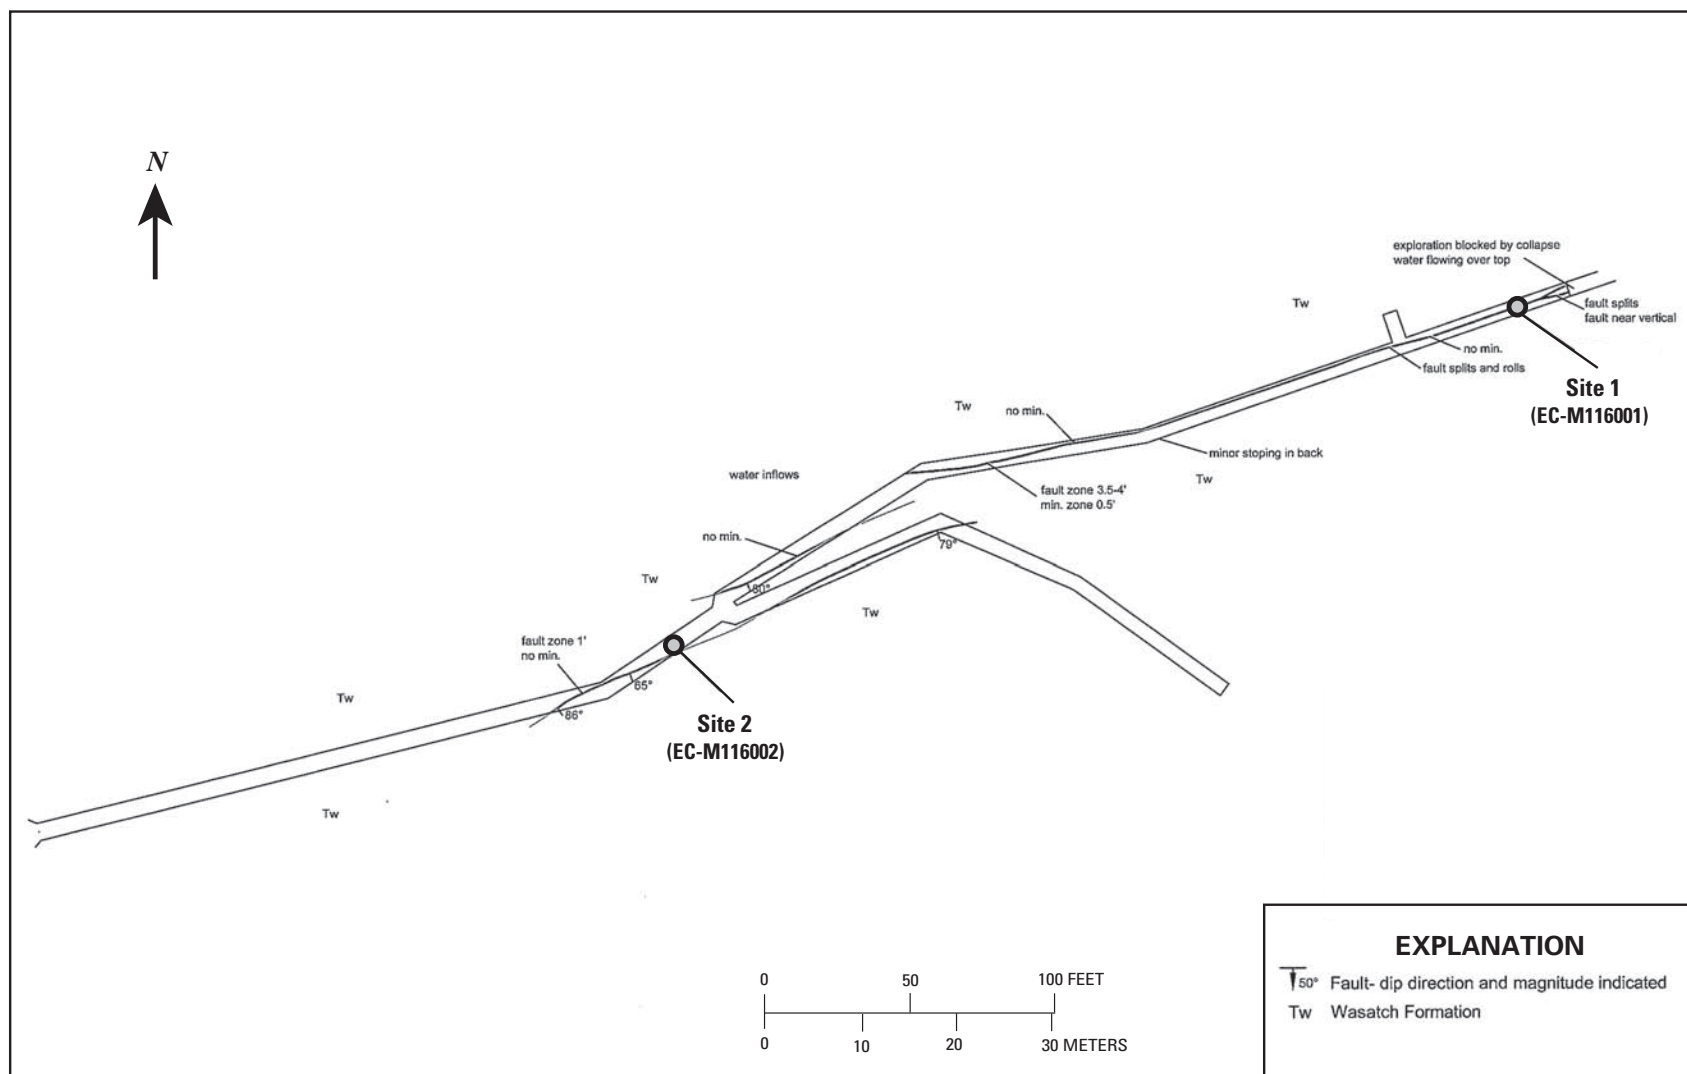 N
exploration blocked by collapse
water flowing over top
Tw
fault splits
fault near vertical
no min.
fault splits and rolls
Site 1
(EC-M116001)
Tw
no min.
minor stoping in back
Tw
water inflows
fault zone 3.5-4'
min. zone 0.5'
no min.
79°
Tw
80°
Tw
fault zone 1'
no min.
65°
86°
Tw
Site 2
(EC-M116002)
Tw
0 50 100 FEET
0 10 20 30 METERS
EXPLANATION
50° Fault- dip direction and magnitude indicated
Tw Wasatch Formation